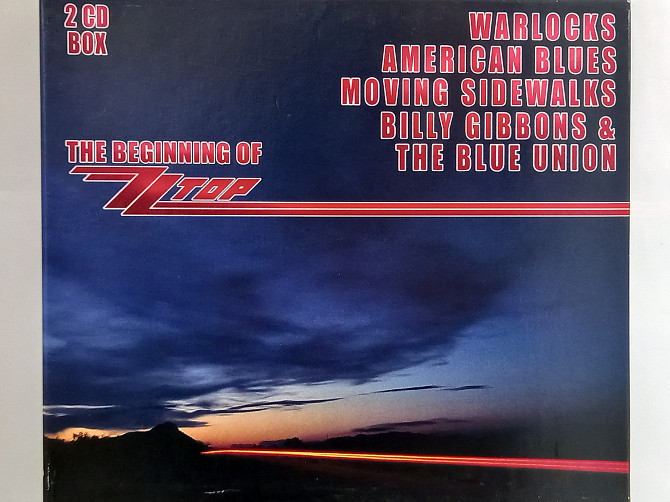 2 CD
BOX
WARLOCKS
AMERICAN BLUES
MOVING SIDEWALKS
BILLY GIBBONS &
THE BLUE UNION
THE BEGINNING OF
ZZ TOP